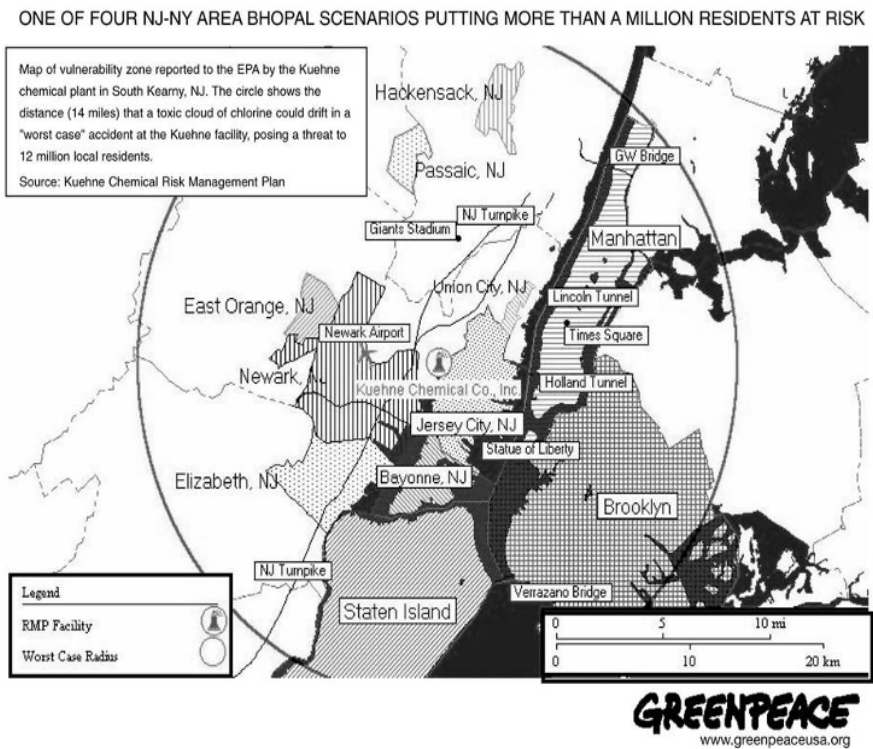 ONE OF FOUR NJ-NY AREA BHOPAL SCENARIOS PUTTING MORE THAN A MILLION RESIDENTS AT RISK
Map of vulnerability zone reported to the EPA by the Kuehne
chemical plant in South Kearny, NJ. The circle shows the
distance (14 miles) that a toxic cloud of chlorine could drift in a
"worst case" accident at the Kuehne facility, posing a threat to
12 million local residents.
Source: Kuehne Chemical Risk Management Plan
Hackensack, NJ
GW Bridge
Passaic, NJ
NJ Turnpike
Giants Stadium
Manhattan
Union City, NJ
Lincoln Tunnel
East Orange, NJ
Newark Airport
Times Square
Newark, NJ
Kuehne Chemical Co., Inc.
Holland Tunnel
Jersey City, NJ
Statue of Liberty
Elizabeth, NJ
Bayonne, NJ
Brooklyn
NJ Turnpike
Verrazano Bridge
Staten Island
Legend
RMP Facility
Worst Case Radius
0 5 10 mi
0 10 20 km
GREENPEACE
www.greenpeaceusa.org